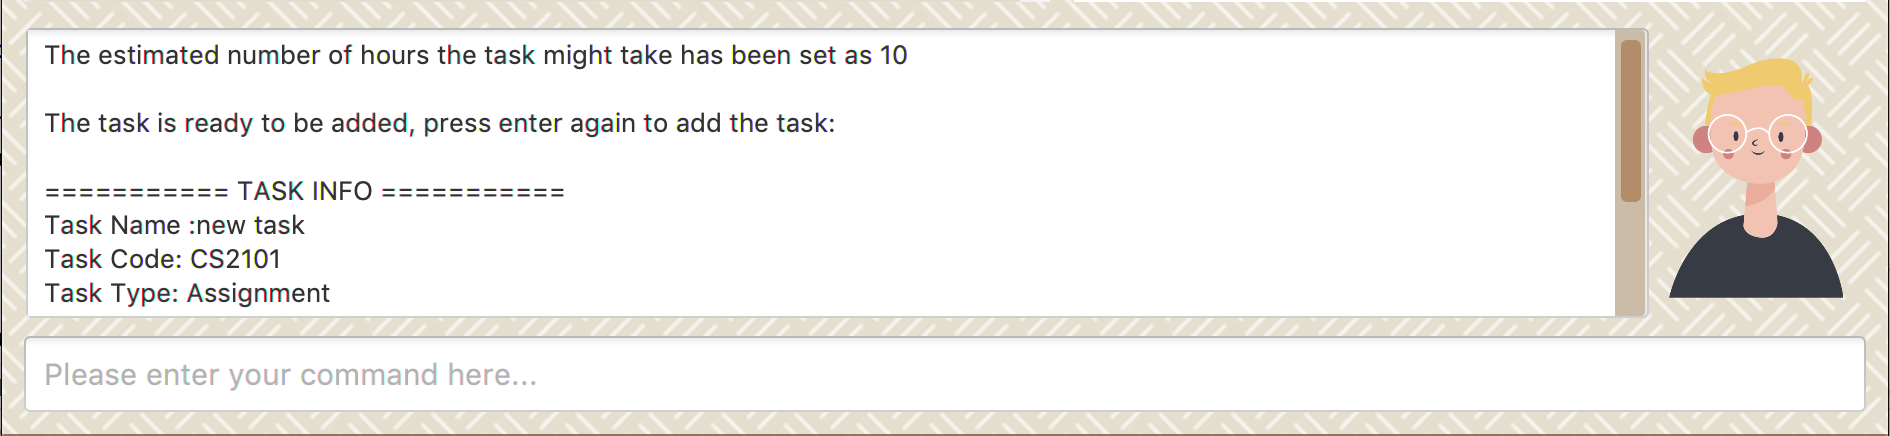 The estimated number of hours the task might take has been set as 10
The task is ready to be added, press enter again to add the task:
=========== TASK INFO ===========
Task Name :new task
Task Code: CS2101
Task Type: Assignment
Please enter your command here...